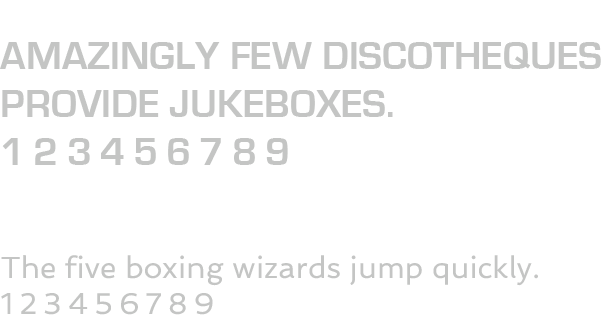 AMAZINGLY FEW DISCOTHEQUES
PROVIDE JUKEBOXES.
1 2 3 4 5 6 7 8 9
The five boxing wizards jump quickly.
1 2 3 4 5 6 7 8 9